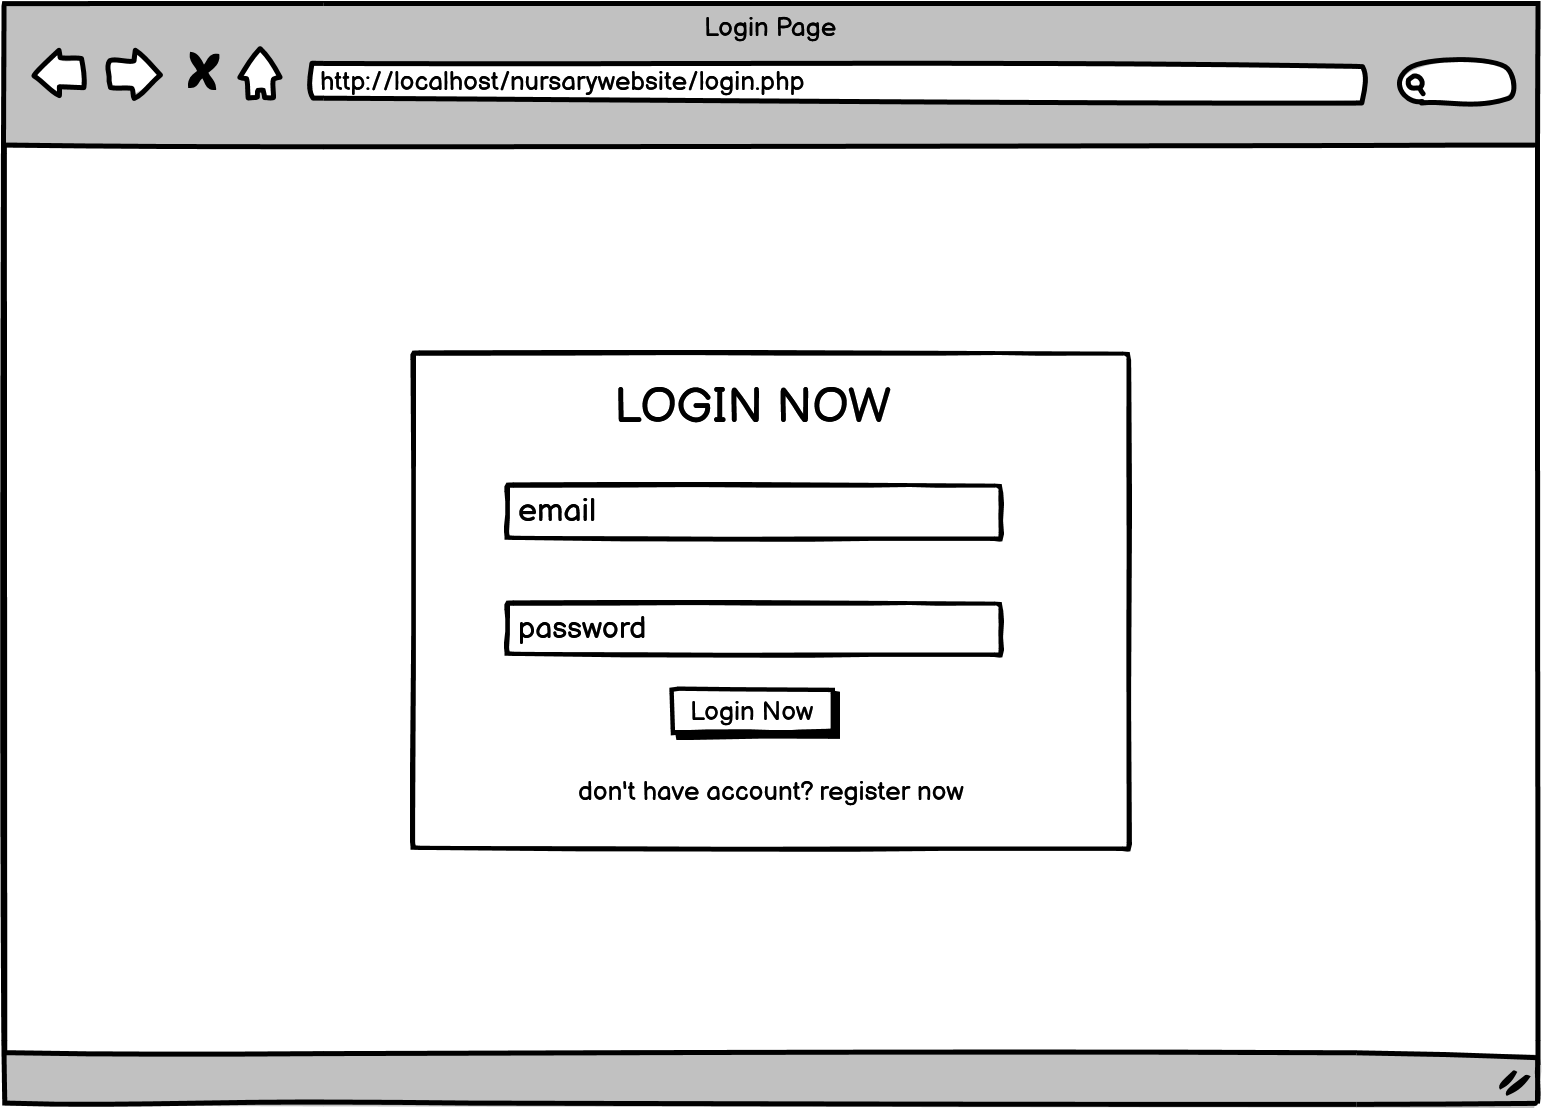 Login Page
http://localhost/nursarywebsite/login.php
LOGIN NOW
email
password
Login Now
don't have account? register now